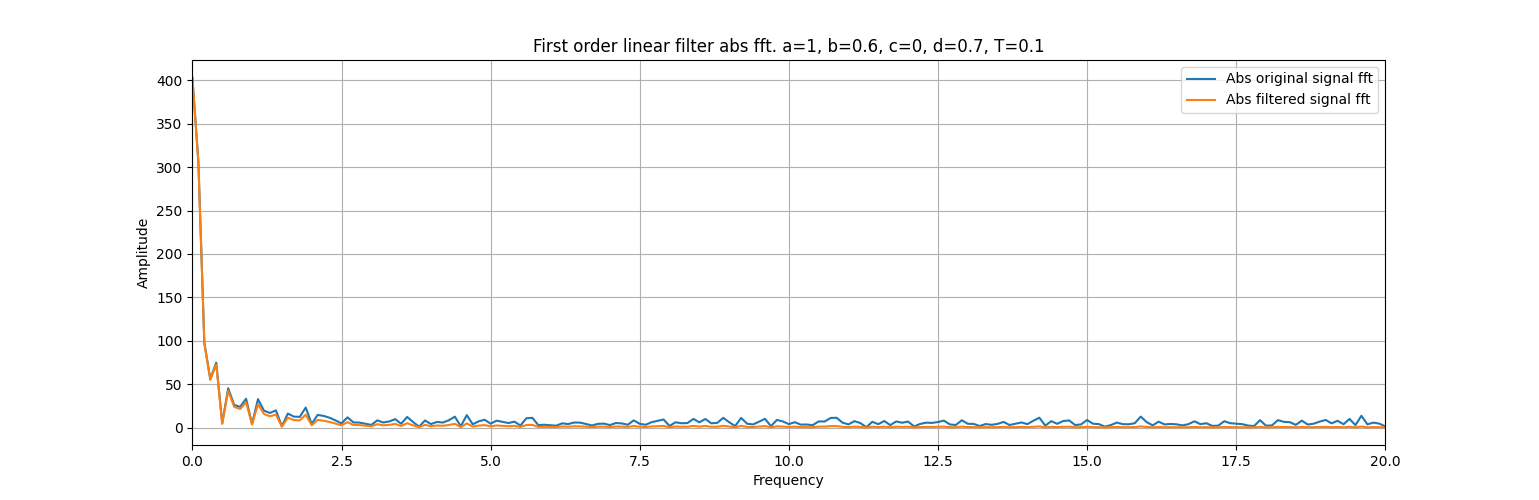 First order linear filter abs fft. a=1, b=0.6, c=0, d=0.7, T=0.1
Abs original signal fft
Abs filtered signal fft
Amplitude
400
350
300
250
200
150
100
50
0
0.0 2.5 5.0 7.5 10.0 12.5 15.0 17.5 20.0
Frequency